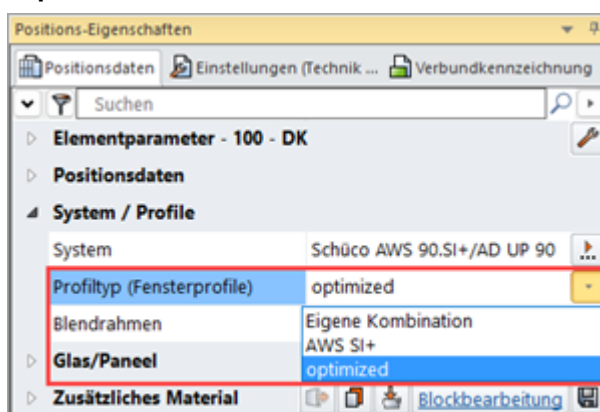 Positions-Eigenschaften
Positionsdaten Einstellungen (Technik ... Verbundkennzeichnung
Suchen
Elementparameter - 100 - DK
Positionsdaten
System / Profile
System Schüco AWS 90.SI+/AD UP 90
Profiltyp (Fensterprofile) optimized
Blendrahmen Eigene Kombination
AWS SI+
Glas/Paneel optimized
Zusätzliches Material Blockbearbeitung